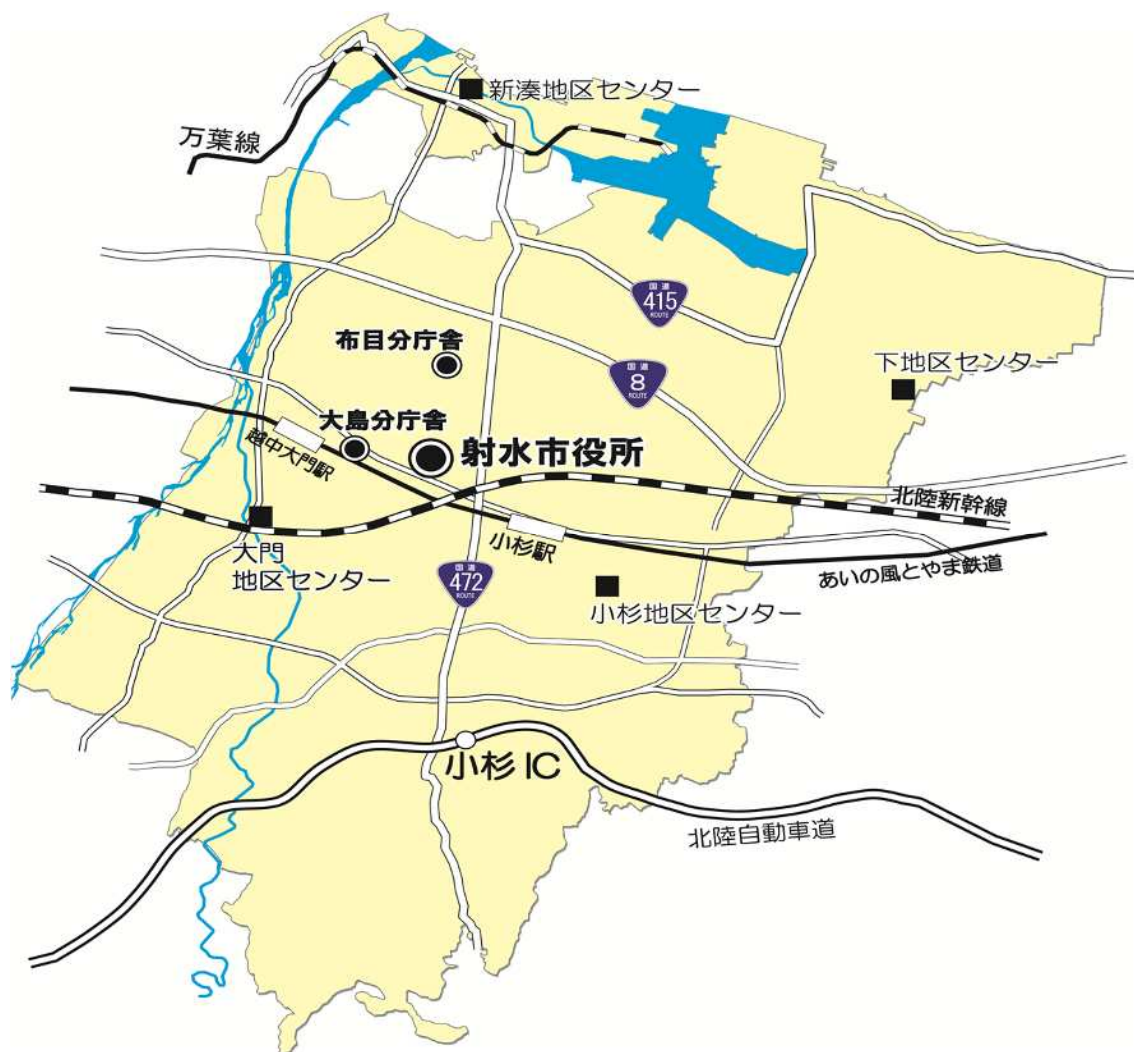 新湊地区センター
万葉線
国道
415
ROUTE
布目分庁舎
国道
8
ROUTE
下地区センター
大島分庁舎
射水市役所
越中大門駅
北陸新幹線
小杉駅
大門
地区センター
国道
472
ROUTE
あいの風とやま鉄道
小杉地区センター
小杉IC
北陸自動車道